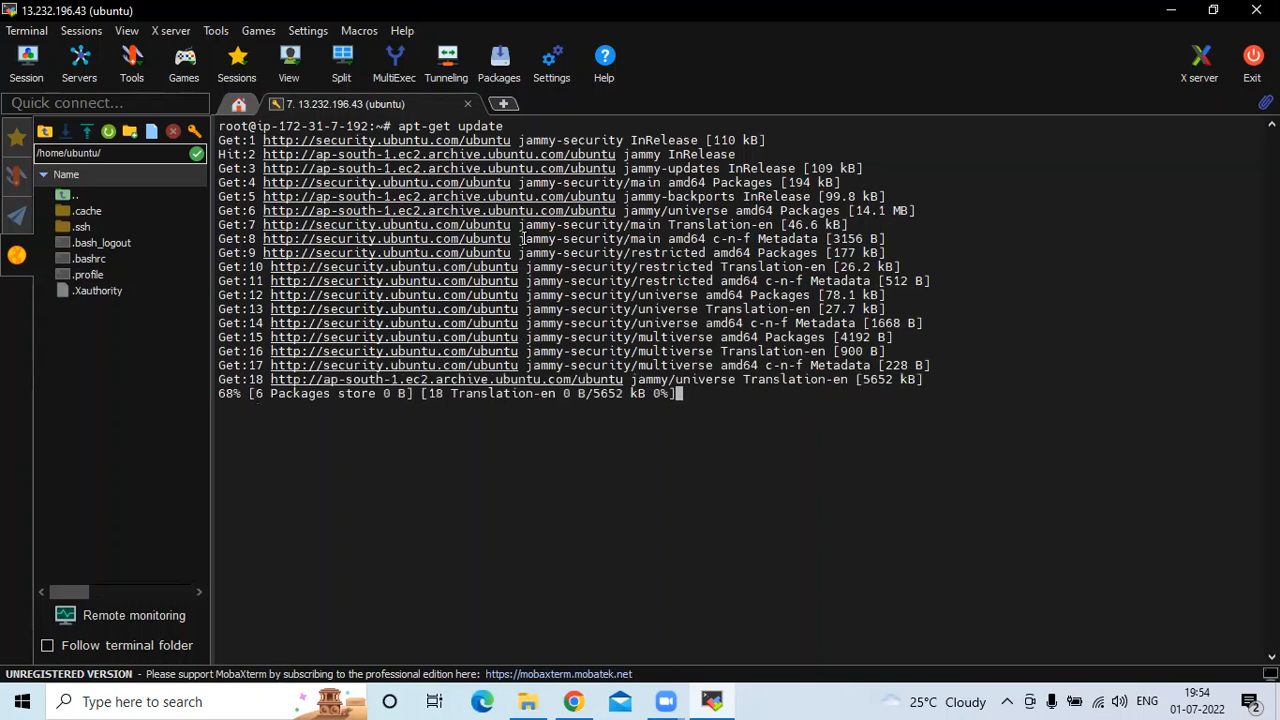 13.232.196.43 (ubuntu)
Terminal Sessions View X server Tools Games Settings Macros Help
Session Servers Tools Games Sessions View Split MultiExec Tunneling Packages Settings Help X server Exit
Quick connect...
7. 13.232.196.43 (ubuntu)
/home/ubuntu/
Name
..
.cache
.ssh
.bash_logout
.bashrc
.profile
.Xauthority
Remote monitoring
Follow terminal folder
root@ip-172-31-7-192:~# apt-get update
Get:1 http://security.ubuntu.com/ubuntu jammy-security InRelease [110 kB]
Hit:2 http://ap-south-1.ec2.archive.ubuntu.com/ubuntu jammy InRelease
Get:3 http://ap-south-1.ec2.archive.ubuntu.com/ubuntu jammy-updates InRelease [109 kB]
Get:4 http://security.ubuntu.com/ubuntu jammy-security/main amd64 Packages [194 kB]
Get:5 http://ap-south-1.ec2.archive.ubuntu.com/ubuntu jammy-backports InRelease [99.8 kB]
Get:6 http://ap-south-1.ec2.archive.ubuntu.com/ubuntu jammy/universe amd64 Packages [14.1 MB]
Get:7 http://security.ubuntu.com/ubuntu jammy-security/main Translation-en [46.6 kB]
Get:8 http://security.ubuntu.com/ubuntu jammy-security/main amd64 c-n-f Metadata [3156 B]
Get:9 http://security.ubuntu.com/ubuntu jammy-security/restricted amd64 Packages [177 kB]
Get:10 http://security.ubuntu.com/ubuntu jammy-security/restricted Translation-en [26.2 kB]
Get:11 http://security.ubuntu.com/ubuntu jammy-security/restricted amd64 c-n-f Metadata [512 B]
Get:12 http://security.ubuntu.com/ubuntu jammy-security/universe amd64 Packages [78.1 kB]
Get:13 http://security.ubuntu.com/ubuntu jammy-security/universe Translation-en [27.7 kB]
Get:14 http://security.ubuntu.com/ubuntu jammy-security/universe amd64 c-n-f Metadata [1668 B]
Get:15 http://security.ubuntu.com/ubuntu jammy-security/multiverse amd64 Packages [4192 B]
Get:16 http://security.ubuntu.com/ubuntu jammy-security/multiverse Translation-en [900 B]
Get:17 http://security.ubuntu.com/ubuntu jammy-security/multiverse amd64 c-n-f Metadata [228 B]
Get:18 http://ap-south-1.ec2.archive.ubuntu.com/ubuntu jammy/universe Translation-en [5652 kB]
68% [6 Packages store 0 B] [18 Translation-en 0 B/5652 kB 0%]
UNREGISTERED VERSION - Please support MobaXterm by subscribing to the professional edition here: https://mobaxterm.mobatek.net
Type here to search
25°C Cloudy
ENG
19:54
01-07-2022
2